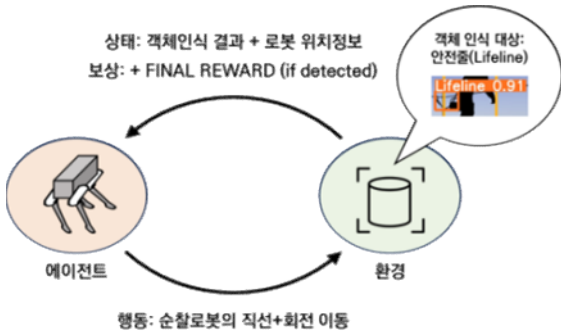 상태: 객체인식 결과 + 로봇 위치정보
보상: + FINAL REWARD (if detected)
객체 인식 대상:
안전줄(Lifeline)
Lifeline 0.91
에이전트
환경
행동: 순찰로봇의 직선+회전 이동